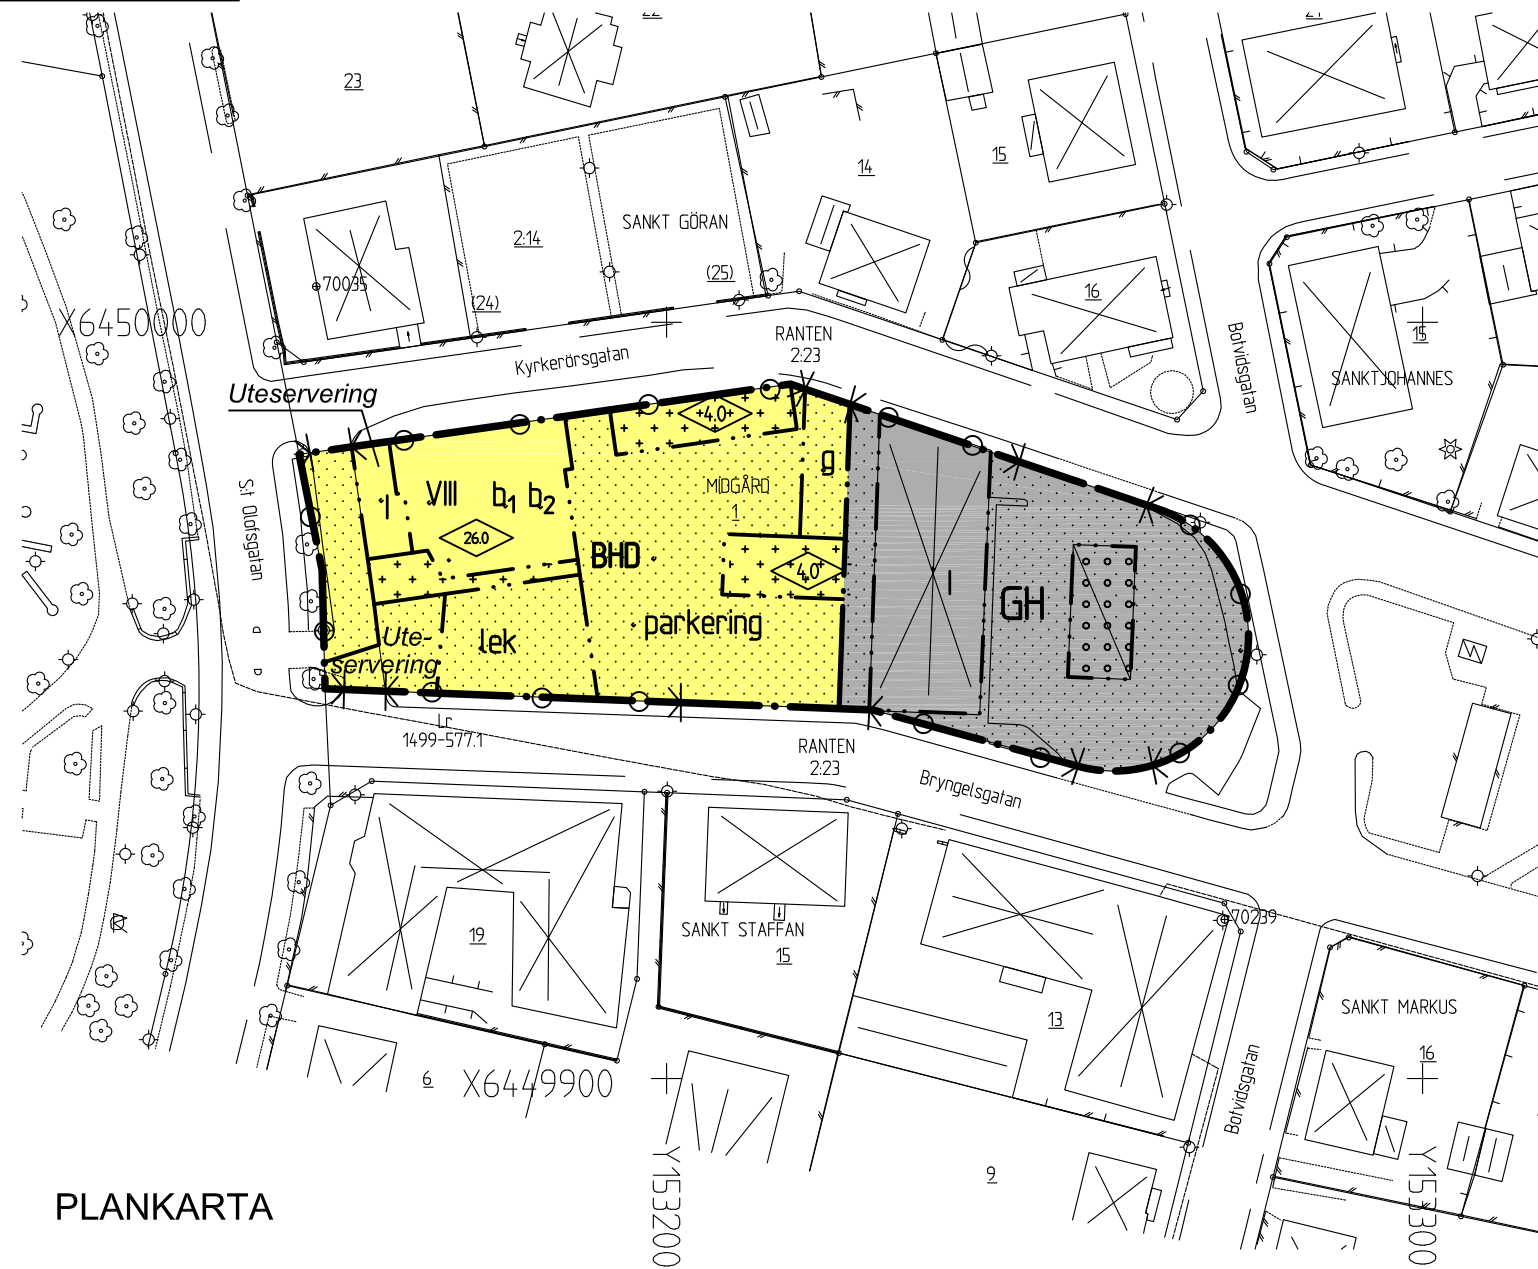 23
14
15
SANKT GÖRAN
2:14
(25)
70035
(24)
16
X6450000
RANTEN
2:23
Kyrkerörsgatan
Botvidsgatan
15
SANKT JOHANNES
Uteservering
4.0
g
I
VIII b1 b2
MIDGÅRD
1
S:t Olofsgatan
26.0
BHD
4.0
I
GH
parkering
Ute-
servering
lek
Lr
1499-577.1
RANTEN
2:23
Bryngelsgatan
19
SANKT STAFFAN
15
70239
13
SANKT MARKUS
16
6
X6449900
Botvidsgatan
9
Y153200
Y153300
PLANKARTA